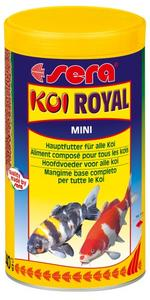 sera
KOI ROYAL
MINI
Hauptfutter für alle Koi
Aliment composé pour tous les koïs
Hoofdvoeder voor alle koi
Mangime base completo
per tutte le Koi